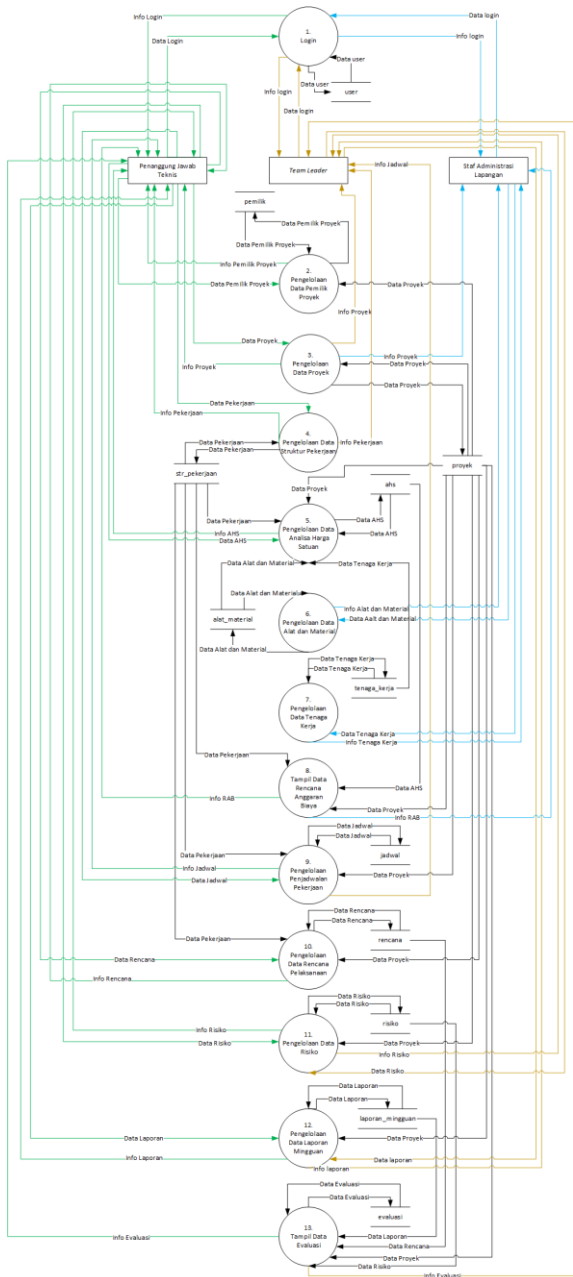 Info Login
Data login
Data Login
Info login
1.
Login
Data user
Data user
user
Info login
Data login
Penanggung Jawab
Teknis
Team Leader
Info Jadwal
Staf Administrasi
Lapangan
pemilik
Data Pemilik Proyek
Info Pemilik Proyek
Data Pemilik Proyek
2.
Pengelolaan
Data Pemilik
Proyek
Data Proyek
Info Proyek
Data Proyek
Info Proyek
3.
Pengelolaan
Data Proyek
Info Proyek
Data Proyek
Data Proyek
Data Pekerjaan
Info Pekerjaan
4.
Pengelolaan Data
Struktur Pekerjaan
Info Pekerjaan
Data Pekerjaan
Data Pekerjaan
str_pekerjaan
proyek
Data Proyek
ahs
Data Pekerjaan
5.
Pengelolaan Data
Analisa Harga
Satuan
Data AHS
Data AHS
Info AHS
Data AHS
Data Alat dan Material
Data Tenaga Kerja
Data Alat dan Material
alat_material
6.
Pengelolaan Data
Alat dan Material
Info Alat dan Material
Data Aalt dan Material
Data Alat dan Material
Data Tenaga Kerja
Data Tenaga Kerja
tenaga_kerja
7.
Pengelolaan
Data Tenaga
Kerja
Data Tenaga Kerja
Info Tenaga Kerja
Data Pekerjaan
8.
Tampil Data
Rencana
Anggaran
Biaya
Data AHS
Info RAB
Data Proyek
Info RAB
Data Jadwal
Data Jadwal
jadwal
Data Pekerjaan
9.
Pengelolaan
Penjadwalan
Pekerjaan
Info Jadwal
Data Jadwal
Data Proyek
Data Rencana
Data Rencana
rencana
Data Pekerjaan
10.
Pengelolaan
Data Rencana
Pelaksanaan
Data Rencana
Data Proyek
Info Rencana
Data Risiko
Data Risiko
risiko
Info Risiko
11.
Pengelolaan Data
Risiko
Data Risiko
Data Proyek
Info Risiko
Data Risiko
Data Laporan
Data Laporan
laporan_mingguan
12.
Pengelolaan
Data Laporan
Mingguan
Data Laporan
Data Proyek
Info Laporan
Data laporan
Info laporan
Data Evaluasi
Data Evaluasi
evaluasi
13.
Tampil Data
Evaluasi
Info Evaluasi
Data Laporan
Data Rencana
Data Proyek
Data Risiko
Info Evaluasi